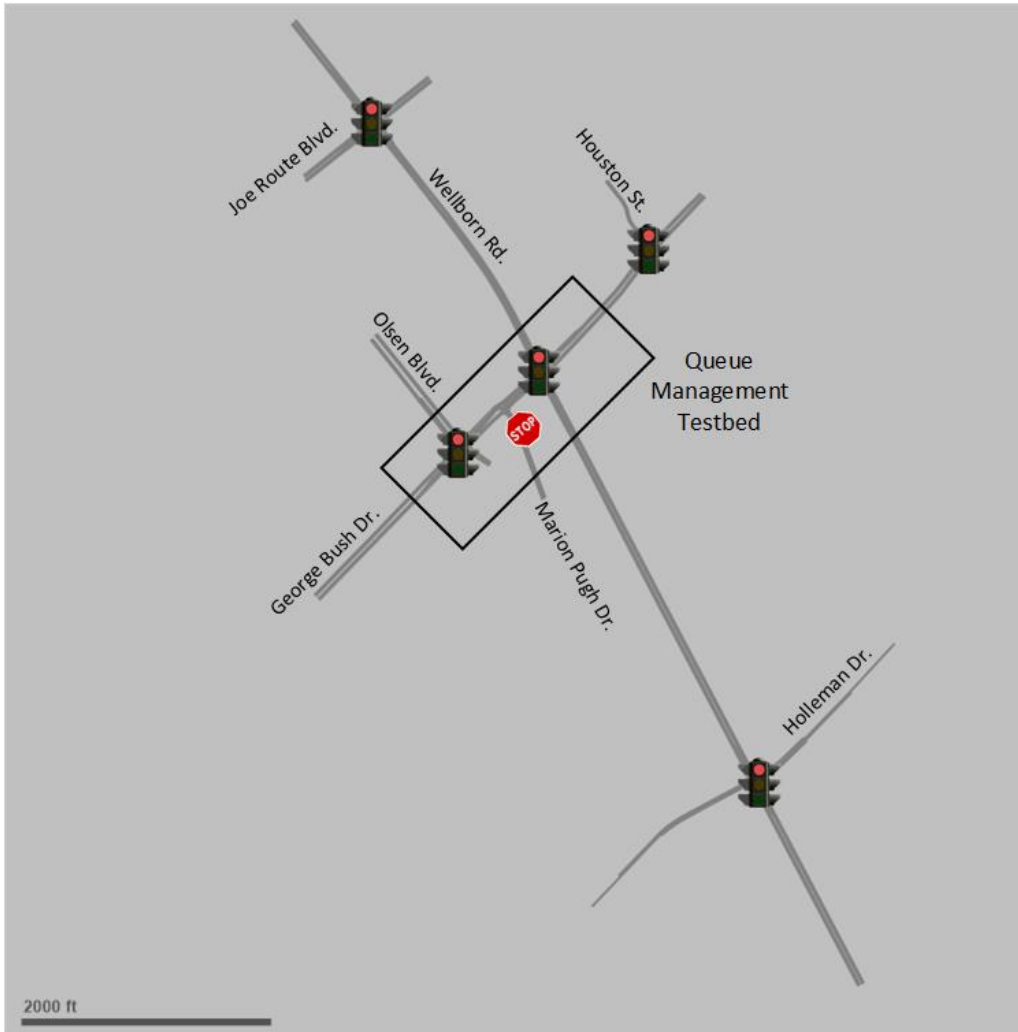 Joe Route Blvd.
Wellborn Rd.
Houston St.
Olsen Blvd.
Queue
Management
Testbed
STOP
George Bush Dr.
Marion Pugh Dr.
Holleman Dr.
2000 ft